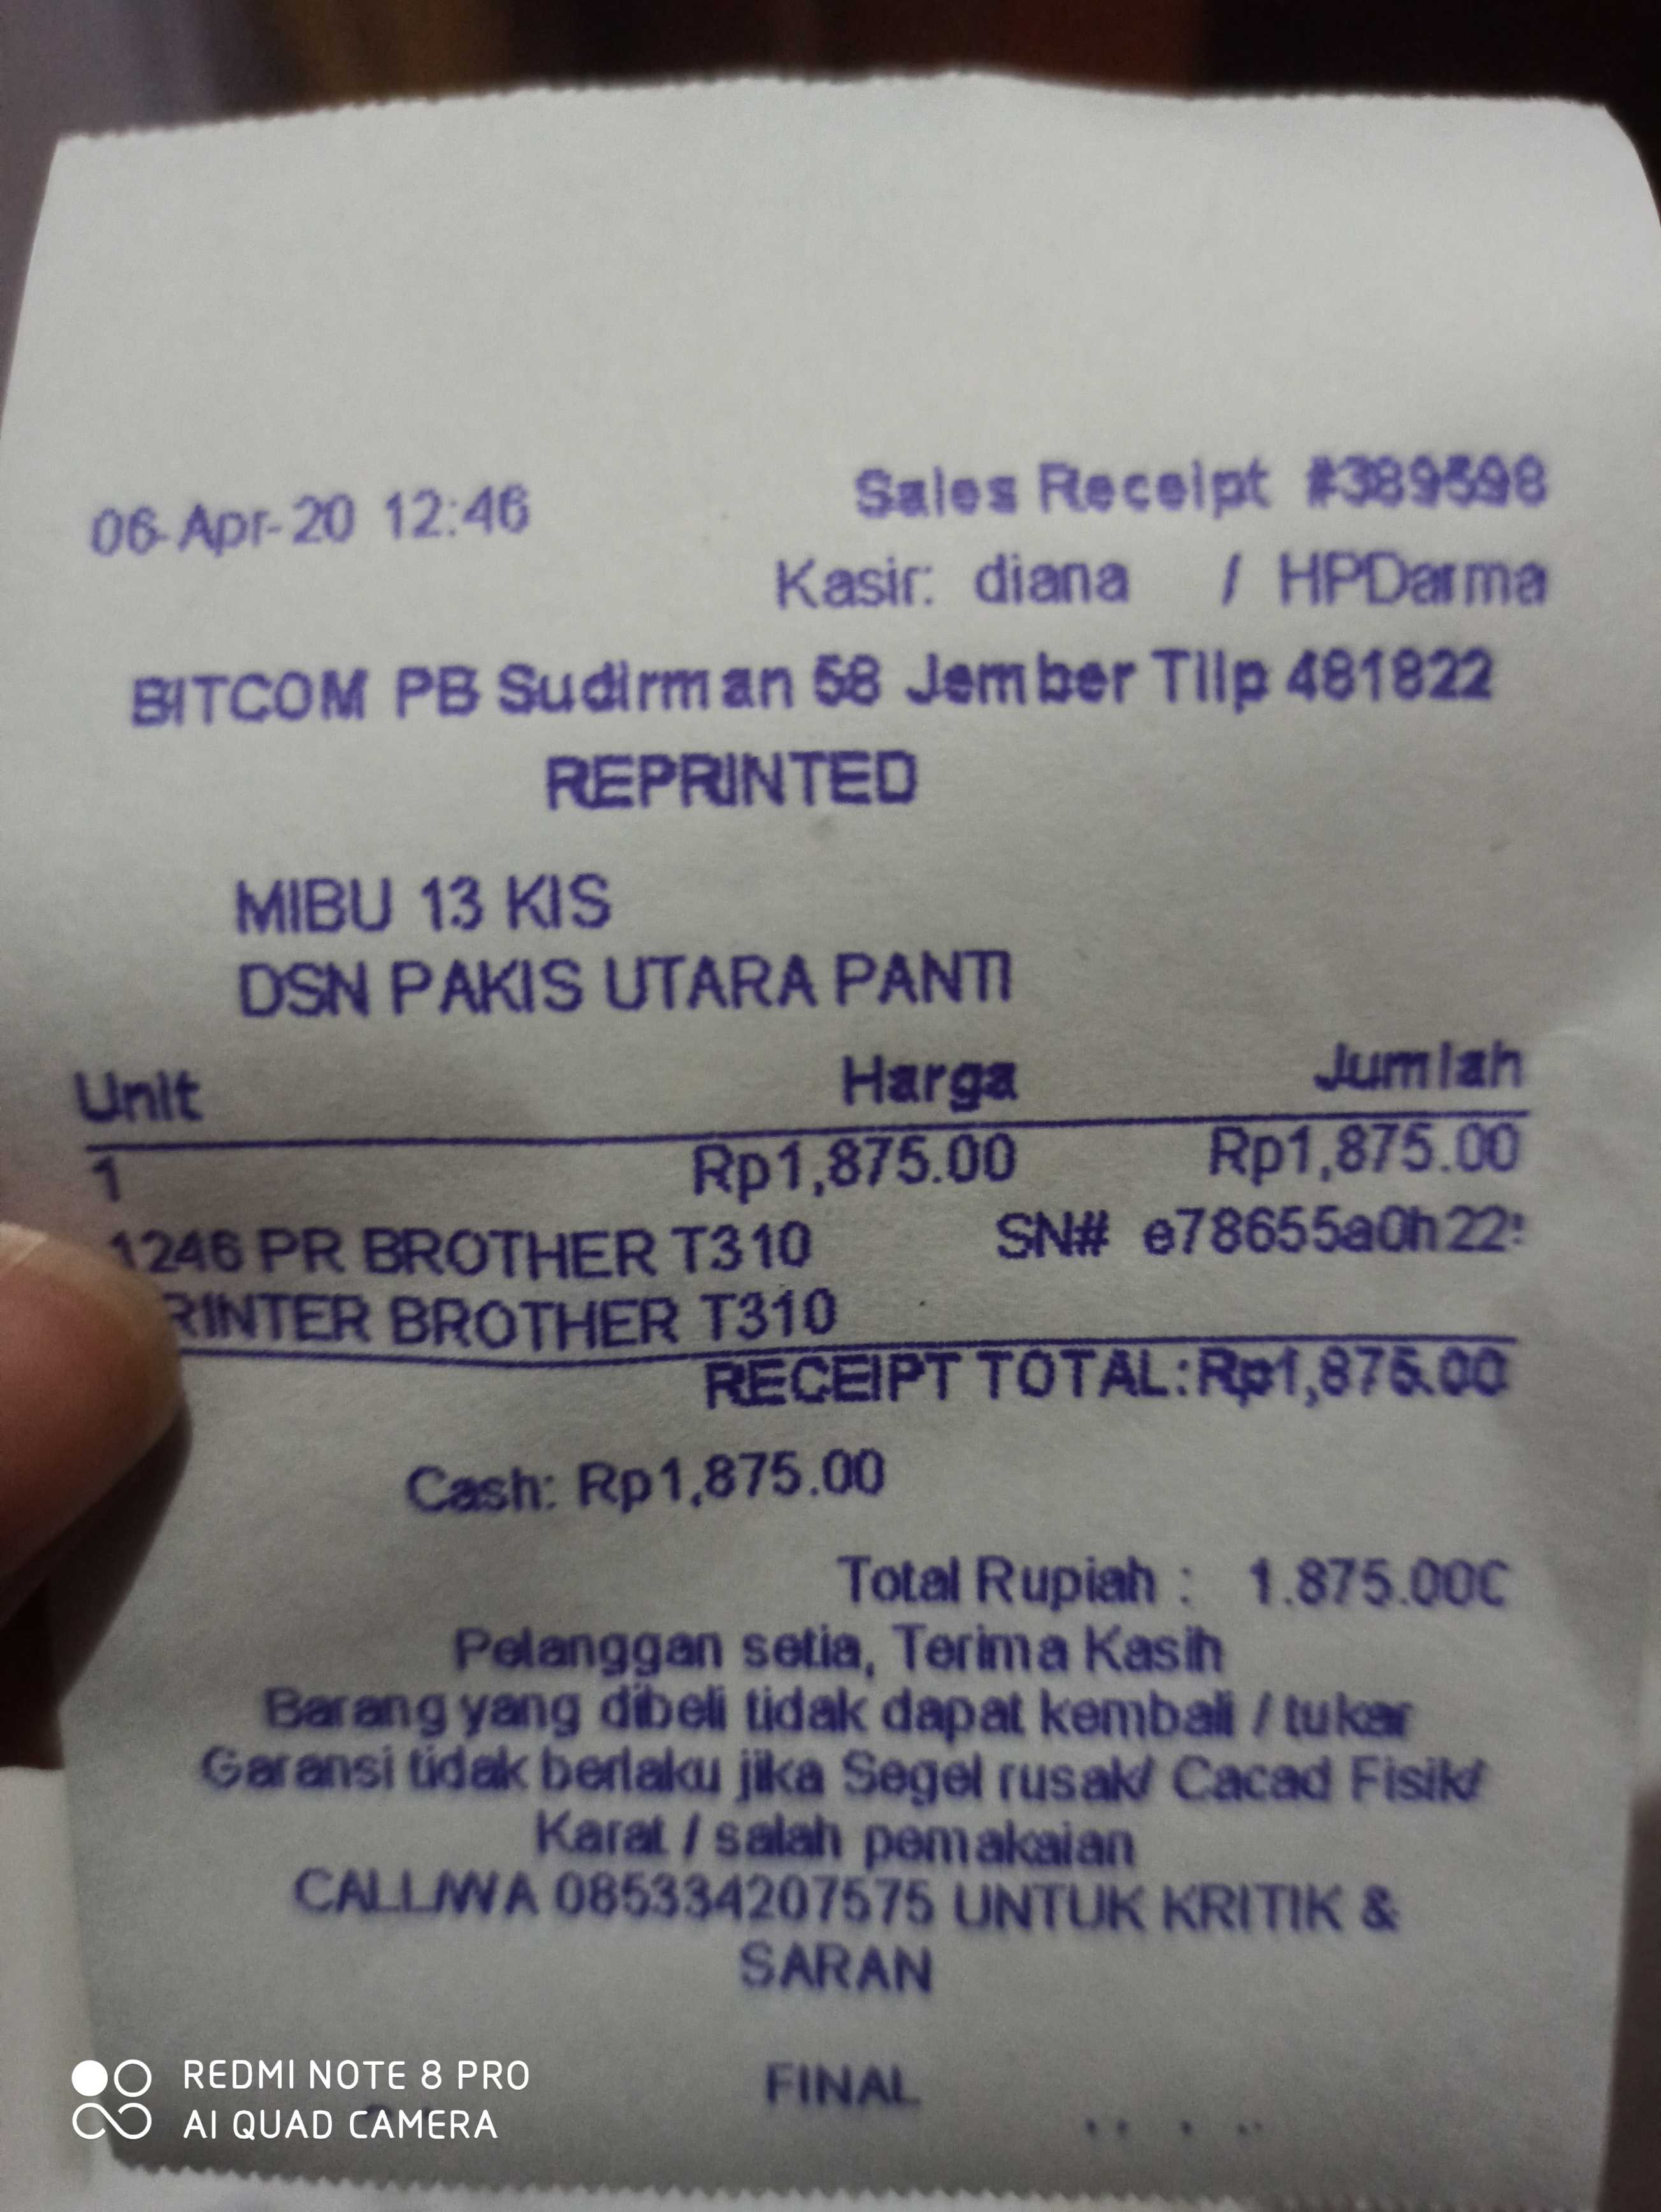 06-Apr-20 12:46 Sales Receipt #389598
Kasir: diana / HPDarma
BITCOM PB Sudirman 58 Jember Tllp 481822
REPRINTED
MIBU 13 KIS
DSN PAKIS UTARA PANTI
Unit Harga Jumlah
1 Rp1,875.00 Rp1,875.00
1246 PR BROTHER T310 SN# e78655a0h22
RINTER BROTHER T310
RECEIPT TOTAL: Rp1,875.00
Cash: Rp1,875.00
Total Rupiah : 1.875.00
Pelanggan setia, Terima Kasih
Barang yang dibeli tidak dapat kembali / tukar
Garansi tidak berlaku jika Segel rusak/ Cacad Fisik/
Karat / salah pemakaian
CALL/WA 085334207575 UNTUK KRITIK &
SARAN
FINAL
REDMI NOTE 8 PRO
AI QUAD CAMERA